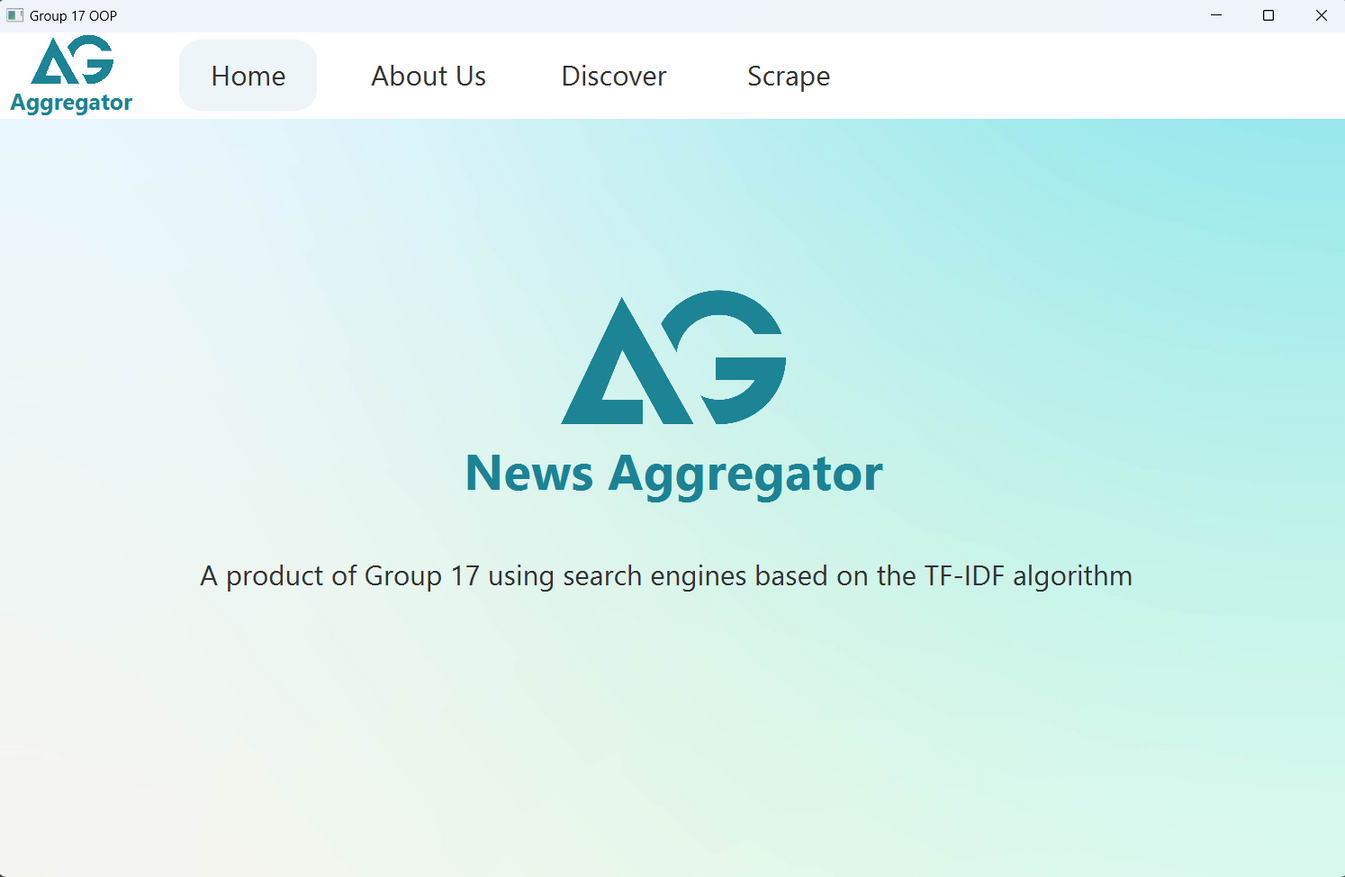 Group 17 OOP
AG
Aggregator
Home
About Us
Discover
Scrape
AG
News Aggregator
A product of Group 17 using search engines based on the TF-IDF algorithm